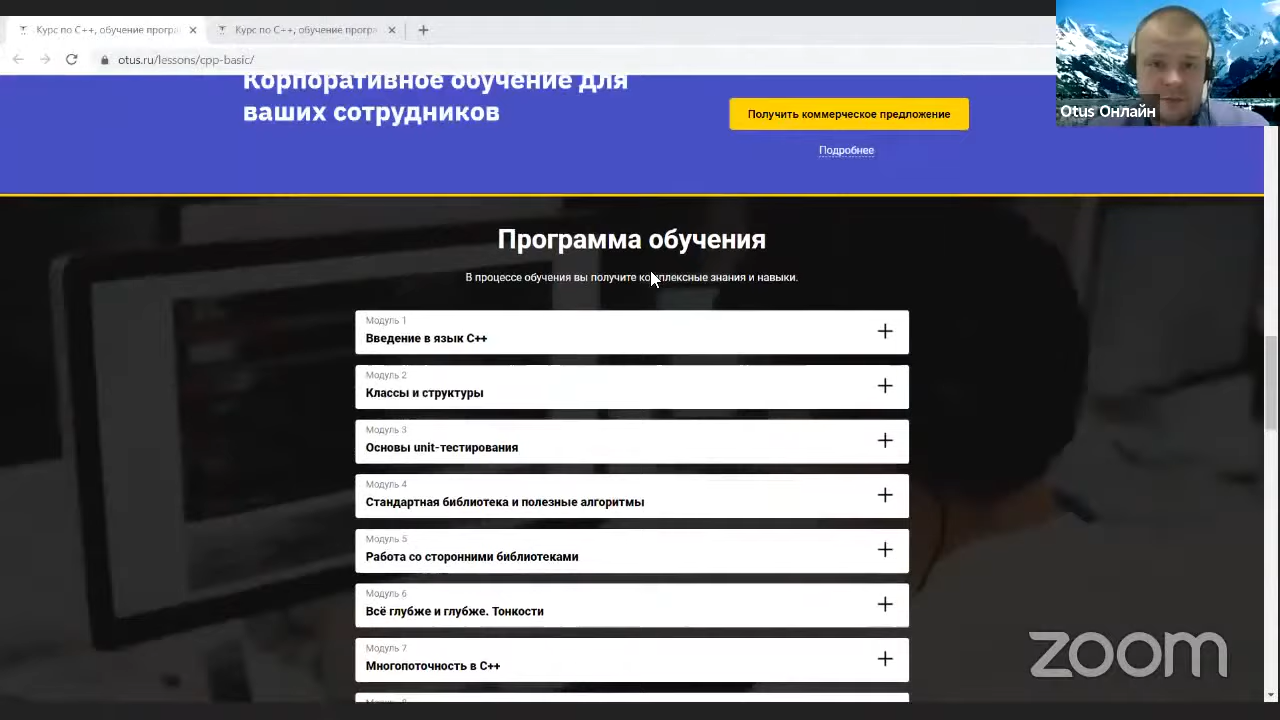 Курс по C++, обучение програ
Курс по C++, обучение програ
otus.ru/lessons/cpp-basic/
Otus Онлайн
Корпоративное обучение для
ваших сотрудников
Получить коммерческое предложение
Подробнее
Программа обучения
В процессе обучения вы получите комплексные знания и навыки.
Модуль 1
Введение в язык C++
Модуль 2
Классы и структуры
Модуль 3
Основы unit-тестирования
Модуль 4
Стандартная библиотека и полезные алгоритмы
Модуль 5
Работа со сторонними библиотеками
Модуль 6
Всё глубже и глубже. Тонкости
Модуль 7
Многопоточность в C++
zoom